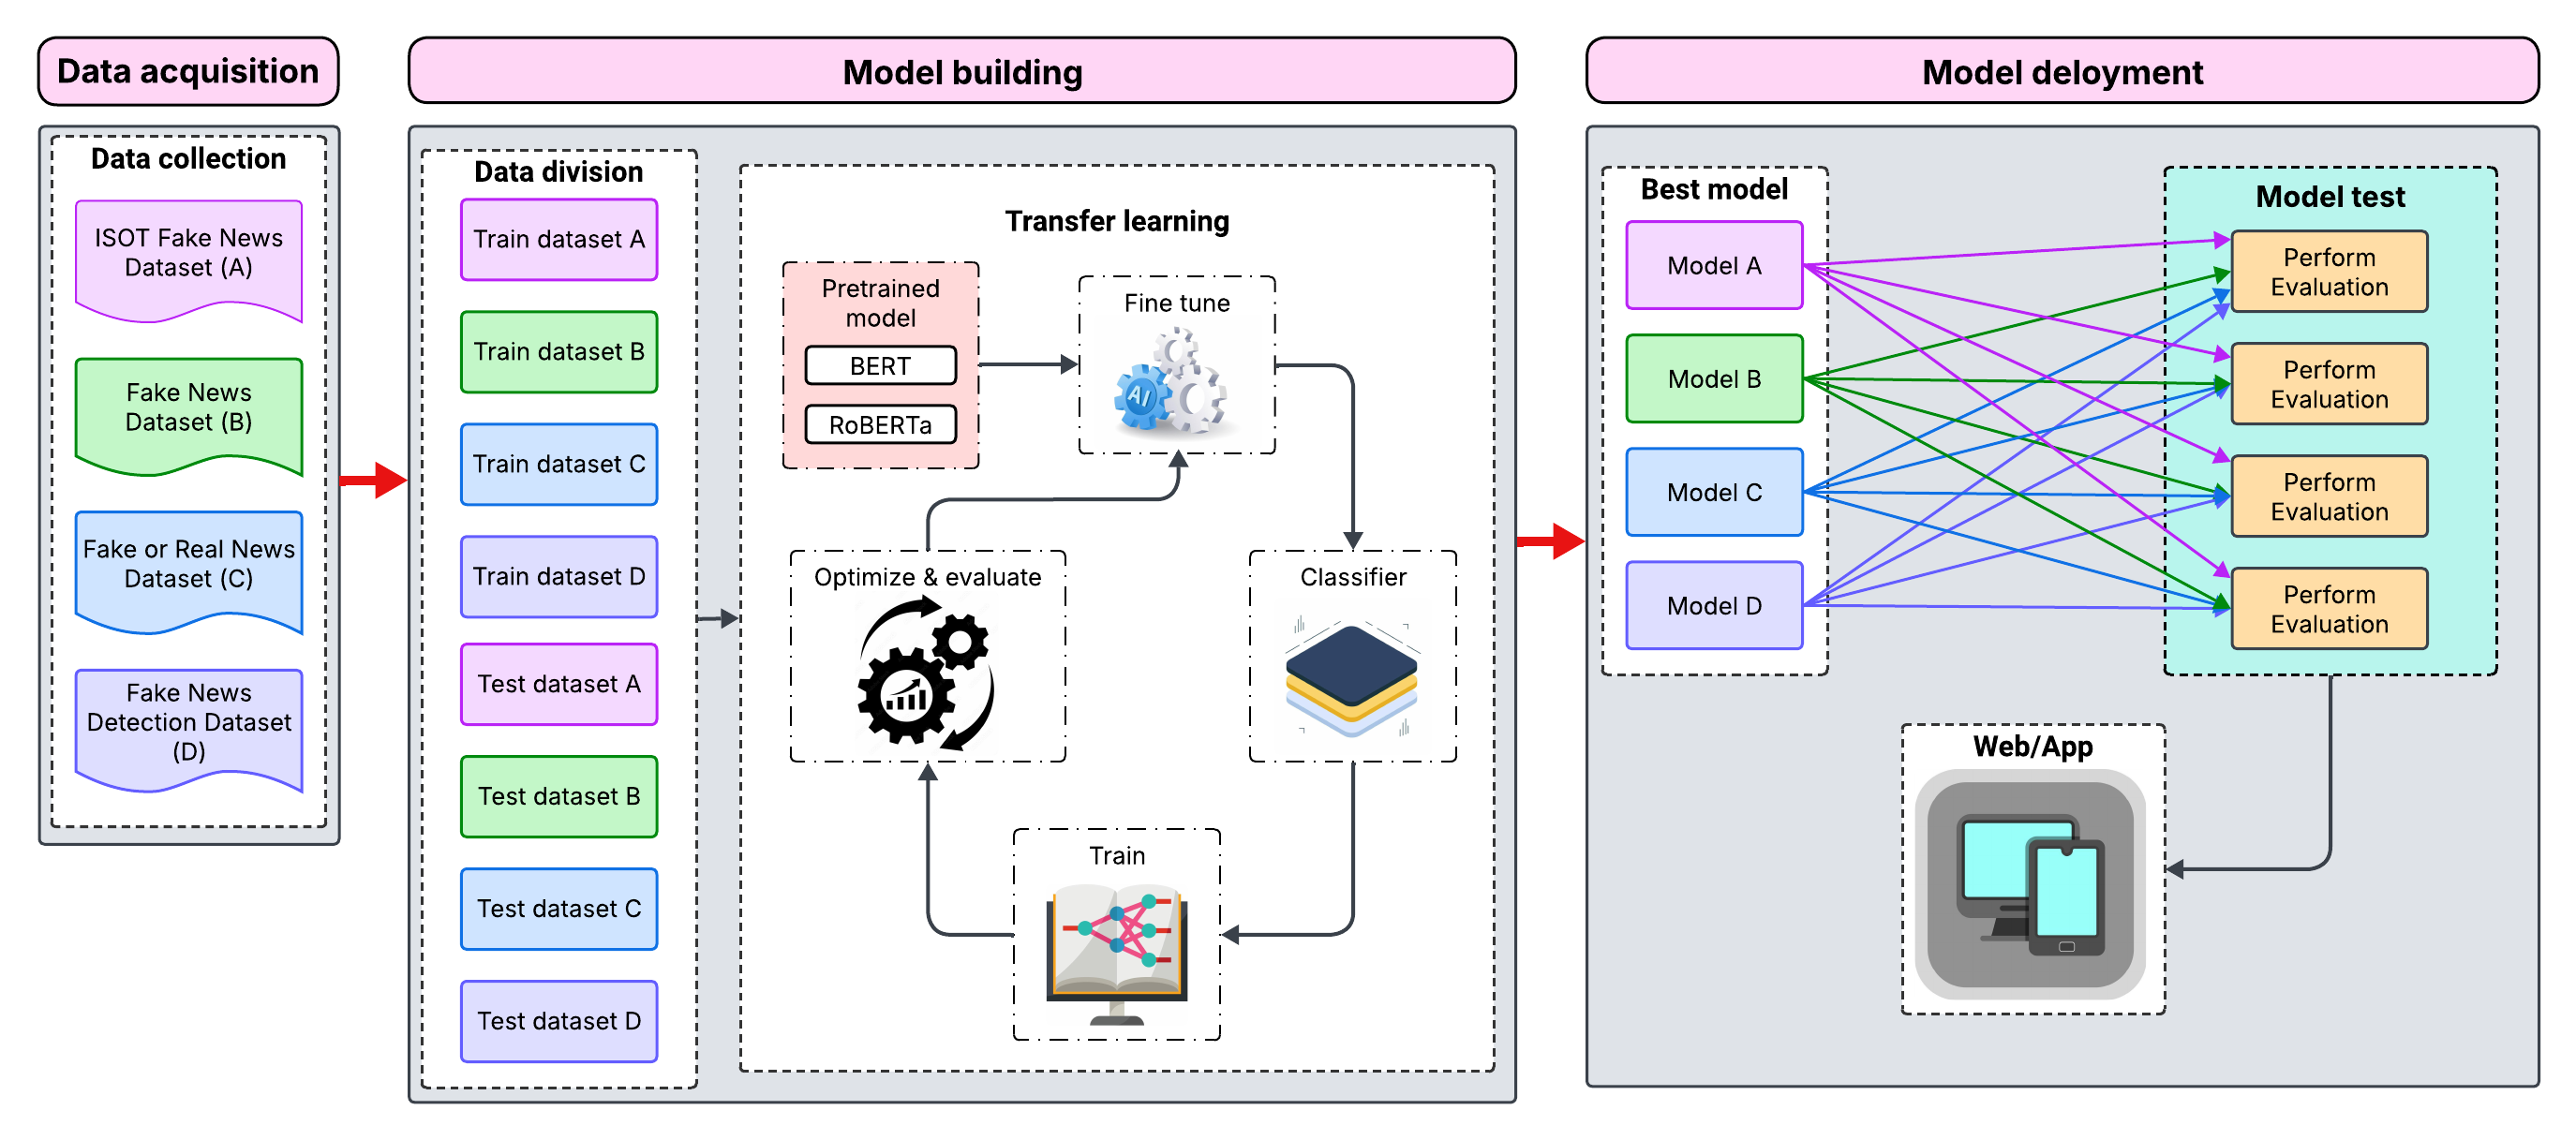 Data acquisition
Data collection
ISOT Fake News
Dataset (A)
Fake News
Dataset (B)
Fake or Real News
Dataset (C)
Fake News
Detection Dataset
(D)
Model building
Data division
Train dataset A
Train dataset B
Train dataset C
Train dataset D
Test dataset A
Test dataset B
Test dataset C
Test dataset D
Transfer learning
Pretrained
model
BERT
RoBERTa
Fine tune
AI
Optimize & evaluate
Classifier
Train
Model deloyment
Best model
Model A
Model B
Model C
Model D
Model test
Perform
Evaluation
Perform
Evaluation
Perform
Evaluation
Perform
Evaluation
Web/App